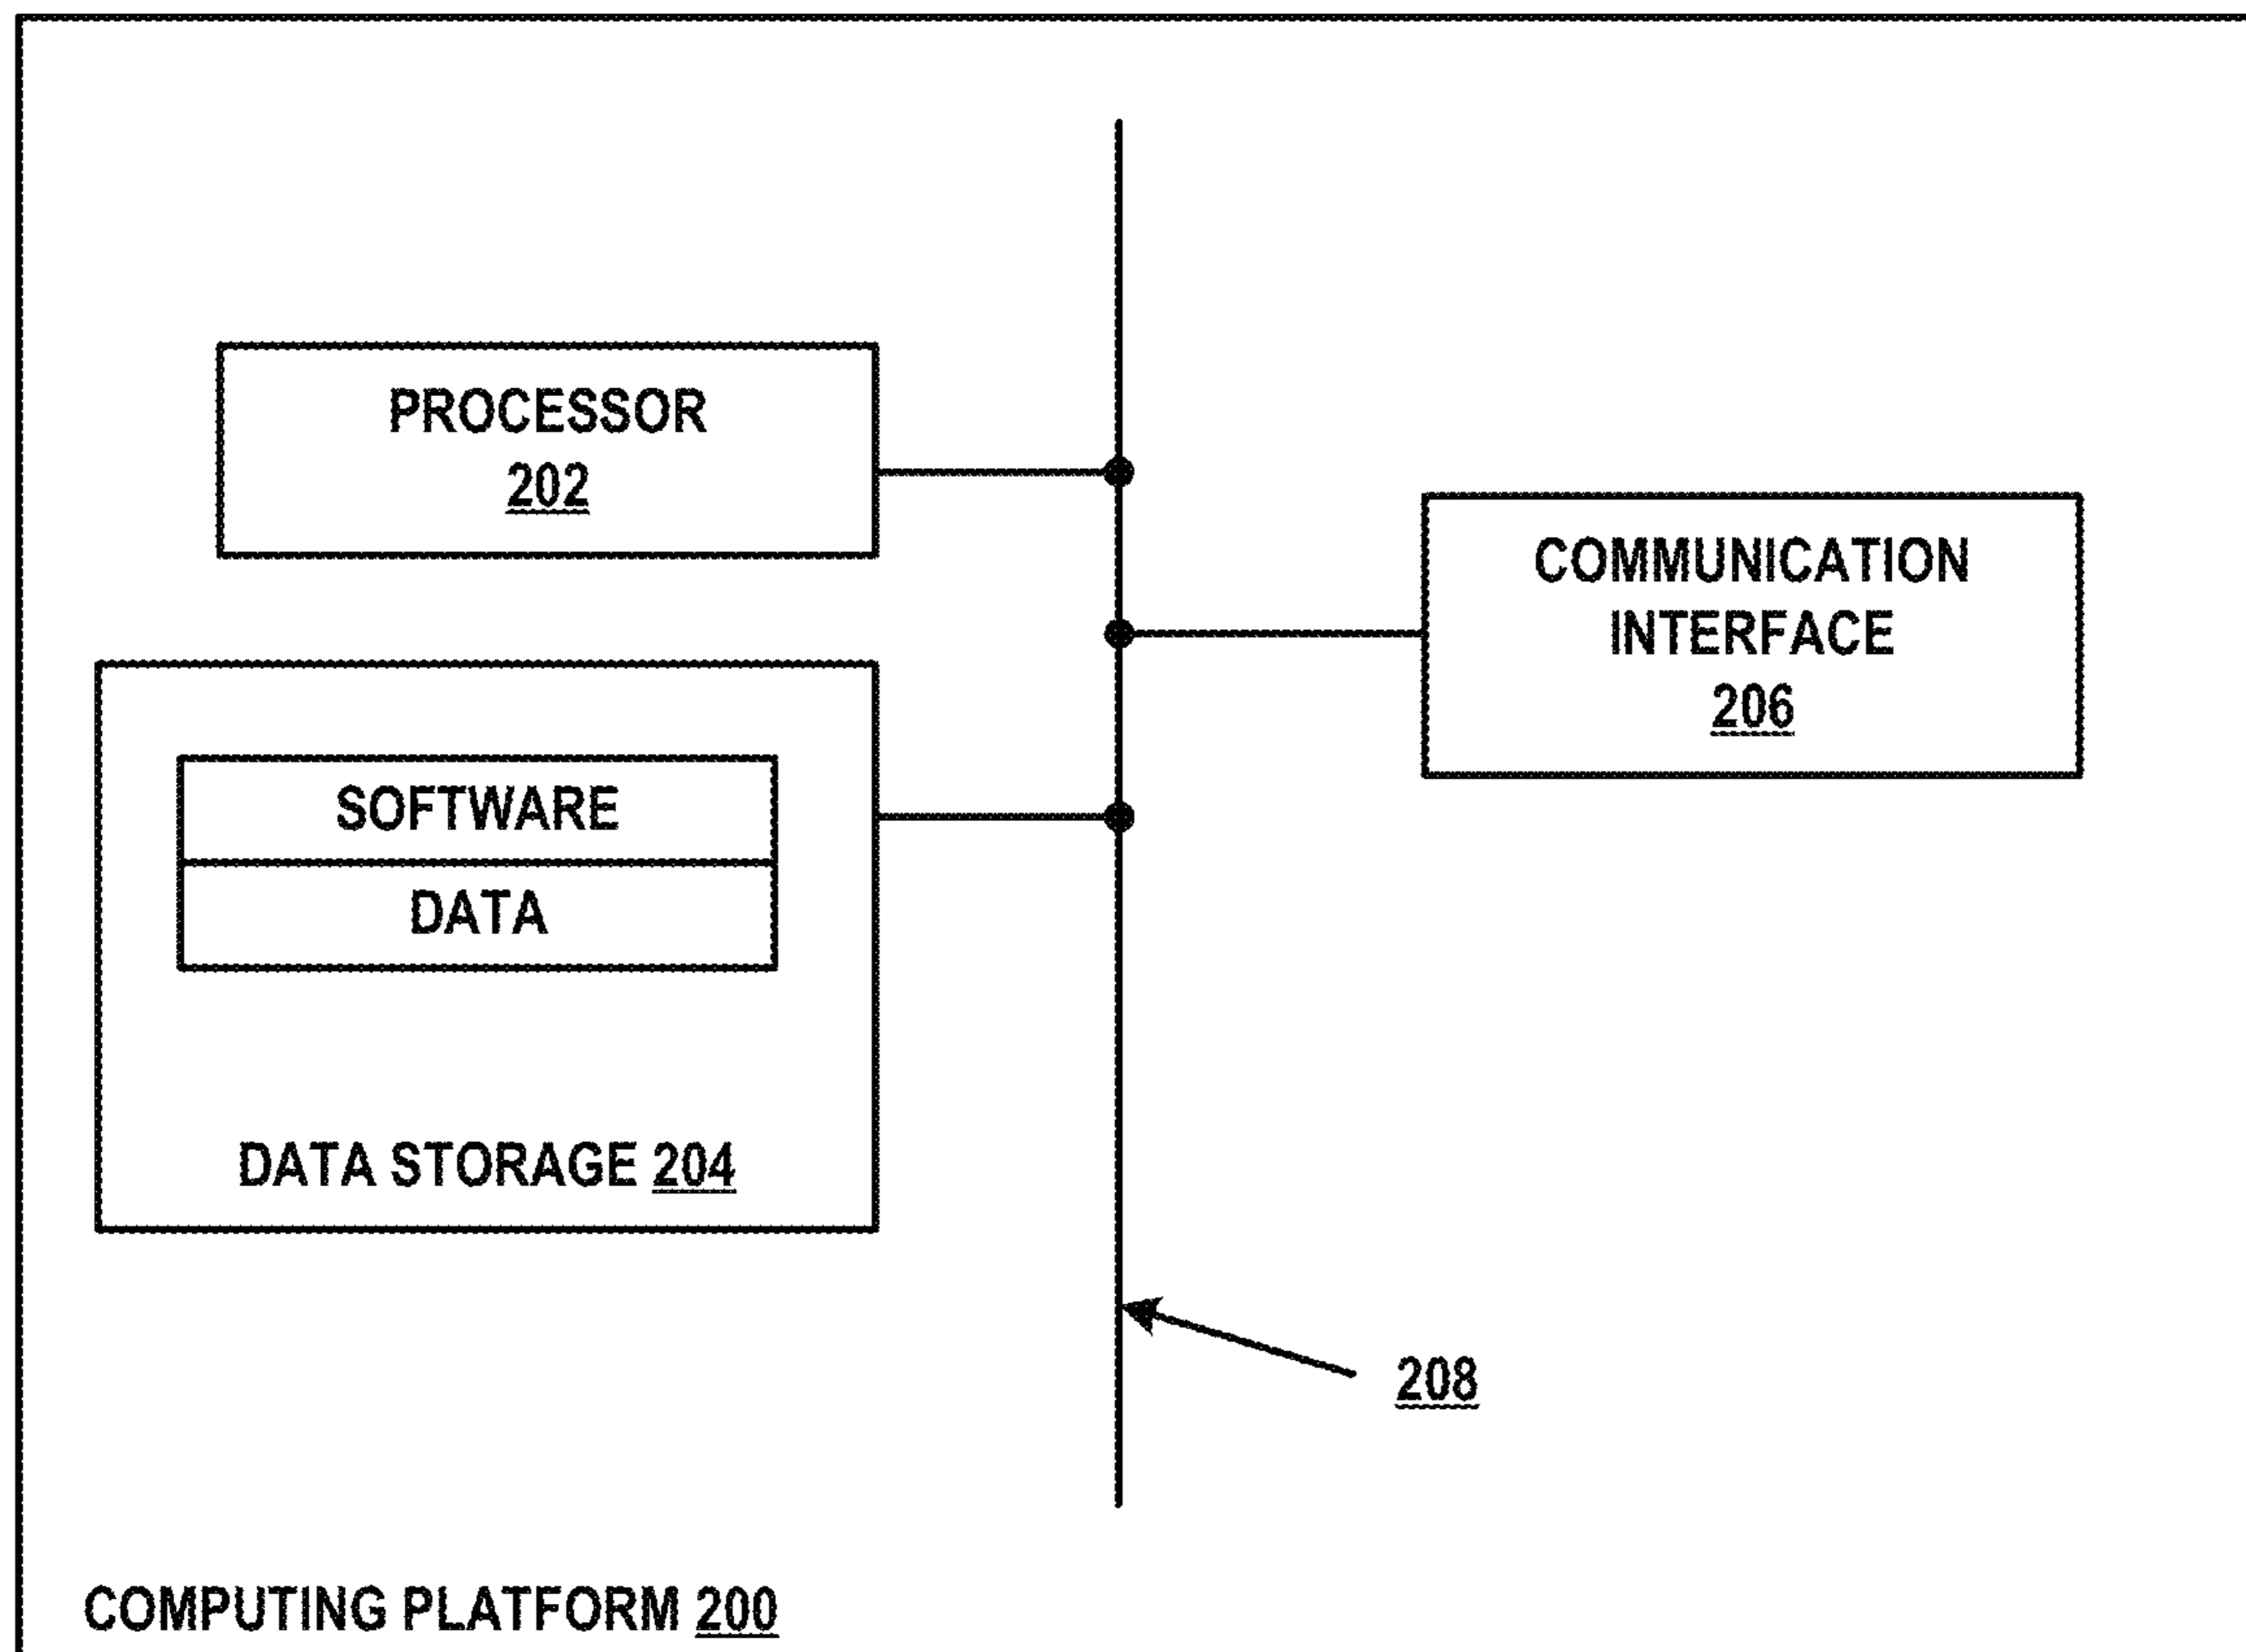 PROCESSOR
202
COMMUNICATION
INTERFACE
206
SOFTWARE
DATA
DATA STORAGE 204
208
COMPUTING PLATFORM 200